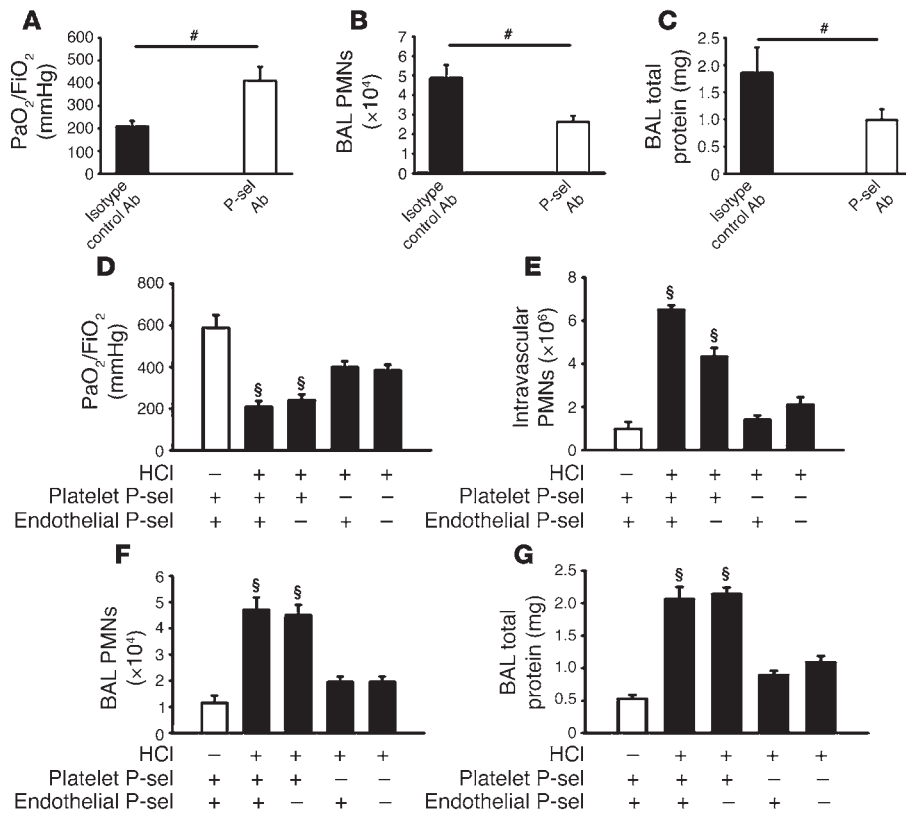 A
PaO2/FiO2
(mmHg)
600
500
400
300
200
100
0
#
Isotype
control Ab
P-sel
Ab
B
BAL PMNs
(×10⁴)
7
6
5
4
3
2
1
0
#
Isotype
control Ab
P-sel
Ab
C
BAL total
protein (mg)
2.5
2.0
1.5
1.0
0.5
0
#
Isotype
control Ab
P-sel
Ab
D
PaO2/FiO2
(mmHg)
800
600
400
200
0
§ §
HCl – + + + +
Platelet P-sel + + + – –
Endothelial P-sel + + – + –
E
Intravascular
PMNs (×10⁶)
8
6
4
2
0
§ §
HCl – + + + +
Platelet P-sel + + + – –
Endothelial P-sel + + – + –
F
BAL PMNs
(×10⁴)
6
5
4
3
2
1
0
§ §
HCl – + + + +
Platelet P-sel + + + – –
Endothelial P-sel + + – + –
G
BAL total
protein (mg)
2.5
2.0
1.5
1.0
0.5
0
§ §
HCl – + + + +
Platelet P-sel + + + – –
Endothelial P-sel + + – + –